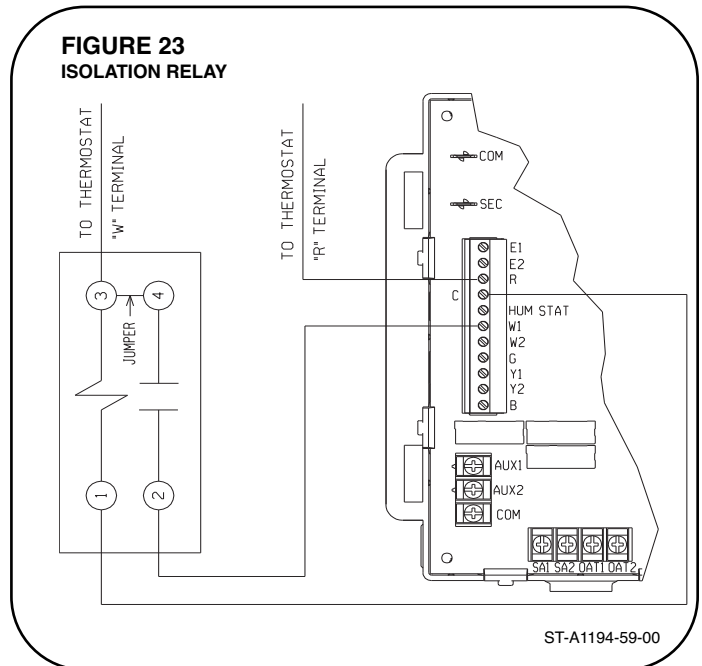 FIGURE 23
ISOLATION RELAY
TO THERMOSTAT
"W" TERMINAL
TO THERMOSTAT
"R" TERMINAL
COM
SEC
E1
E2
R
C
HUM STAT
W1
W2
G
Y1
Y2
B
3
4
JUMPER
1
2
AUX1
AUX2
COM
SA1 SA2 OAT1 OAT2
ST-A1194-59-00